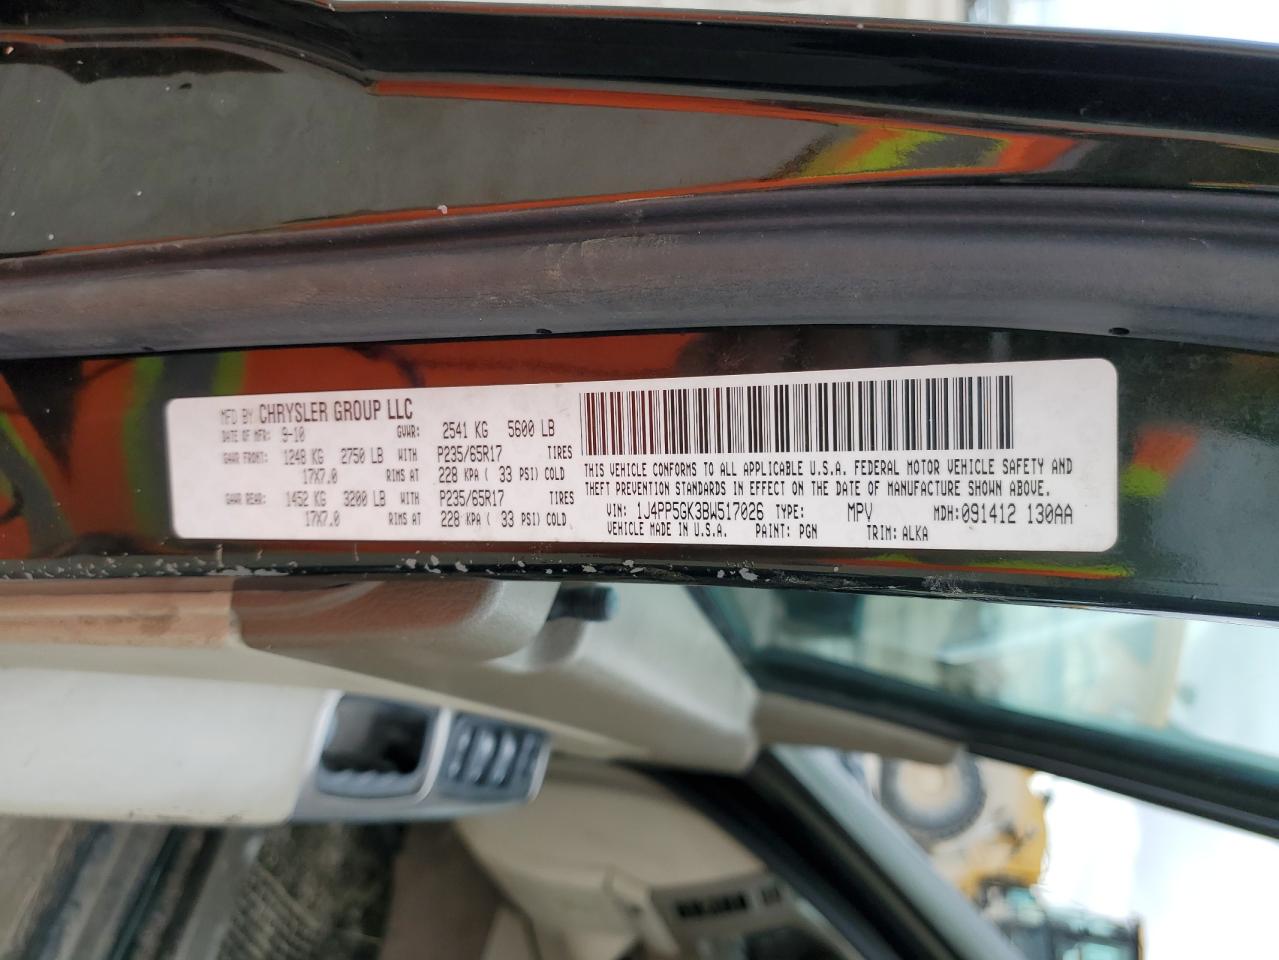 MFD BY CHRYSLER GROUP LLC
DATE OF MFR: 9-10 GVWR: 2541 KG 5600 LB
GAWR FRONT: 1248 KG 2750 LB WITH P235/65R17 TIRES
17X7.0 RIMS AT 228 KPA ( 33 PSI) COLD
GAWR REAR: 1452 KG 3200 LB WITH P235/65R17 TIRES
17X7.0 RIMS AT 228 KPA ( 33 PSI) COLD
THIS VEHICLE CONFORMS TO ALL APPLICABLE U.S.A. FEDERAL MOTOR VEHICLE SAFETY AND
THEFT PREVENTION STANDARDS IN EFFECT ON THE DATE OF MANUFACTURE SHOWN ABOVE.
VIN: 1J4PP5GK3BW517026 TYPE: MPV MDH: 091412 130AA
VEHICLE MADE IN U.S.A. PAINT: PGN TRIM: ALKA